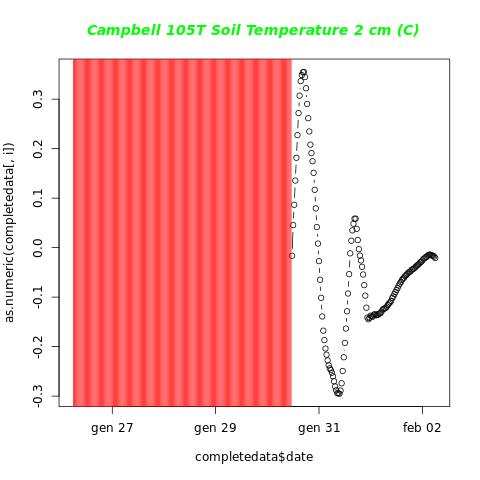 Campbell 105T Soil Temperature 2 cm (C)
as.numeric(completedata[, i])
0.3
0.2
0.1
0.0
-0.1
-0.2
-0.3
gen 27 gen 29 gen 31 feb 02
completedata$date